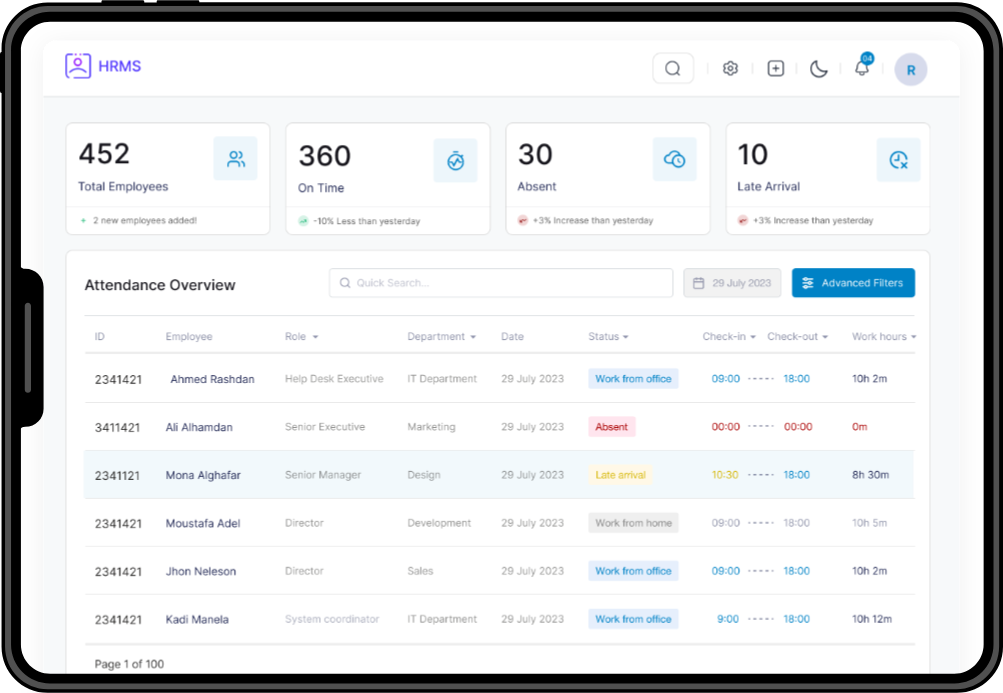 HRMS
04
R
452
Total Employees
+ 2 new employees added!
360
On Time
-10% Less than yesterday
30
Absent
+3% Increase than yesterday
10
Late Arrival
+3% Increase than yesterday
Attendance Overview
Quick Search...
29 July 2023
Advanced Filters
ID Employee Role Department Date Status Check-in Check-out Work hours
2341421 Ahmed Rashdan Help Desk Executive IT Department 29 July 2023 Work from office 09:00 ----- 18:00 10h 2m
3411421 Ali Alhamdan Senior Executive Marketing 29 July 2023 Absent 00:00 ----- 00:00 0m
2341121 Mona Alghafar Senior Manager Design 29 July 2023 Late arrival 10:30 ----- 18:00 8h 30m
2341421 Moustafa Adel Director Development 29 July 2023 Work from home 09:00 ----- 18:00 10h 5m
2341421 Jhon Neleson Director Sales 29 July 2023 Work from office 09:00 ----- 18:00 10h 2m
2341421 Kadi Manela System coordinator IT Department 29 July 2023 Work from office 9:00 ----- 18:00 10h 12m
Page 1 of 100